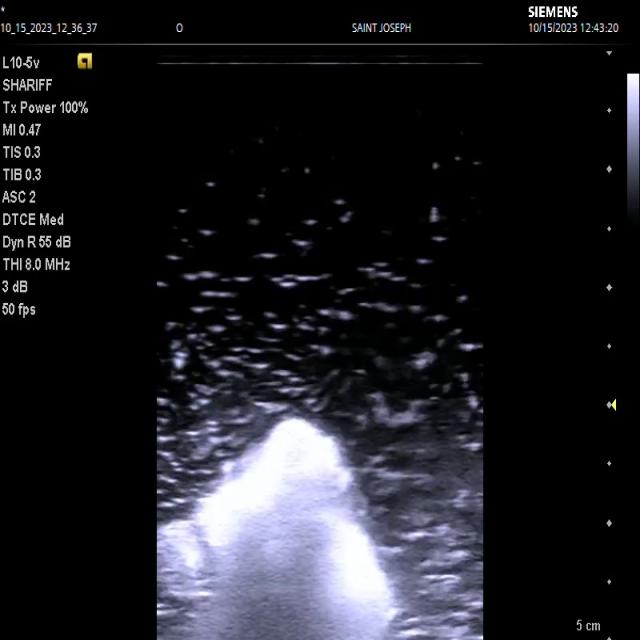 *
SIEMENS
10_15_2023_12_36_37
O
SAINT JOSEPH
10/15/2023 12:43:20
L10-5v
SHARIFF
Tx Power 100%
MI 0.47
TIS 0.3
TIB 0.3
ASC 2
DTCE Med
Dyn R 55 dB
THI 8.0 MHz
3 dB
50 fps
5 cm